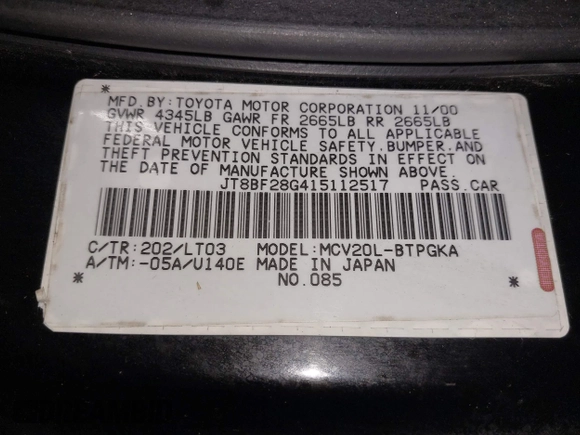 MFD.BY:TOYOTA MOTOR CORPORATION 11/00
GVWR 4345LB GAWR FR 2665LB RR 2665LB
THIS VEHICLE CONFORMS TO ALL APPLICABLE
FEDERAL MOTOR VEHICLE SAFETY,BUMPER,AND
THEFT PREVENTION STANDARDS IN EFFECT ON
THE DATE OF MANUFACTURE SHOWN ABOVE.
JT8BF28G415112517 PASS.CAR
C/TR:202/LT03 MODEL:MCV20L-BTPGKA
A/TM:-05A/U140E MADE IN JAPAN
NO.085